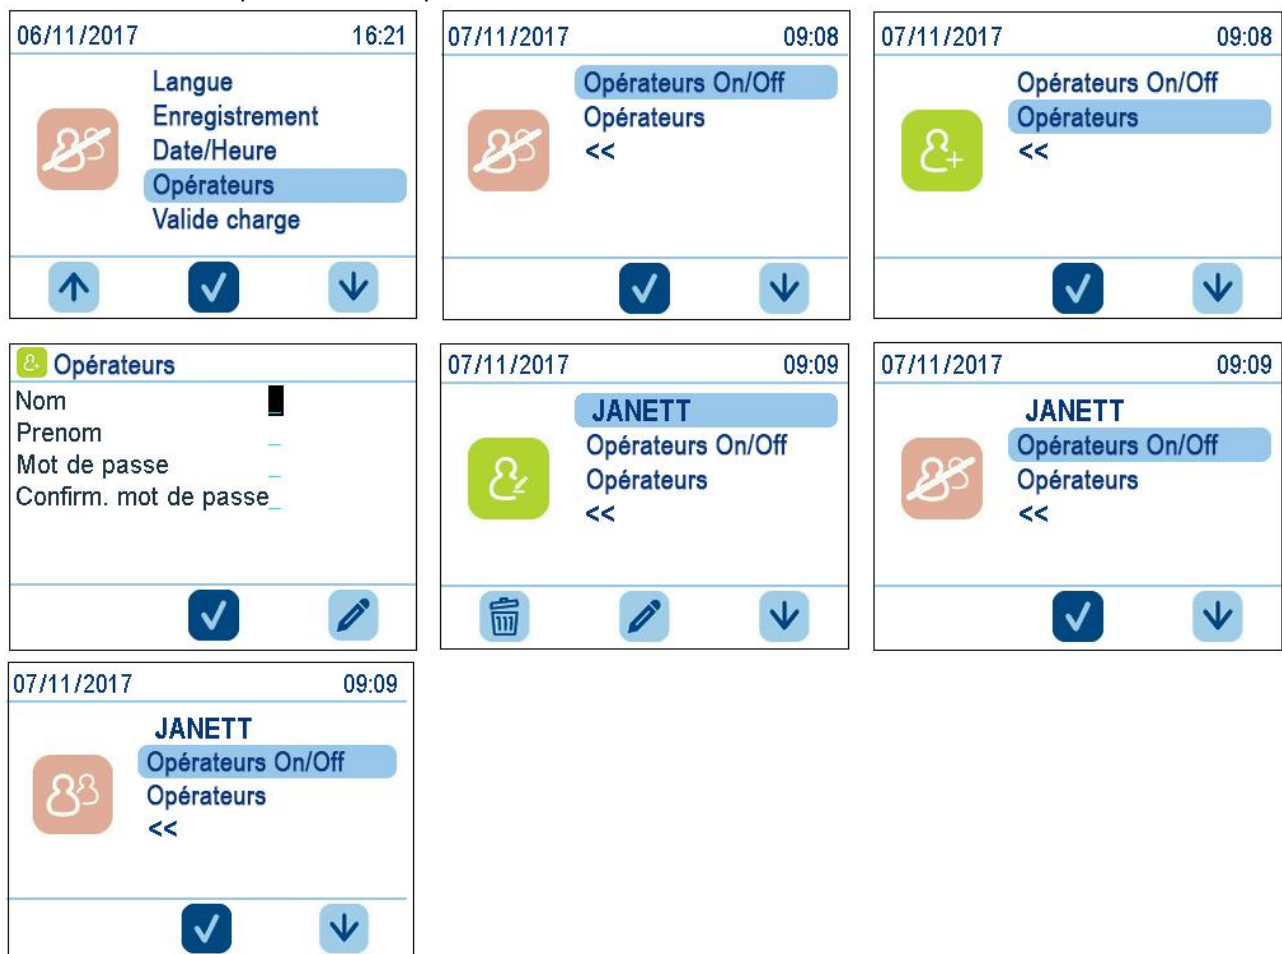 06/11/2017 16:21
Langue
Enregistrement
Date/Heure
Opérateurs
Valide charge
07/11/2017 09:08
Opérateurs On/Off
Opérateurs
<<
07/11/2017 09:08
Opérateurs On/Off
Opérateurs
<<
Opérateurs
Nom _
Prenom _
Mot de passe _
Confirm. mot de passe_
07/11/2017 09:09
JANETT
Opérateurs On/Off
Opérateurs
<<
07/11/2017 09:09
JANETT
Opérateurs On/Off
Opérateurs
<<
07/11/2017 09:09
JANETT
Opérateurs On/Off
Opérateurs
<<